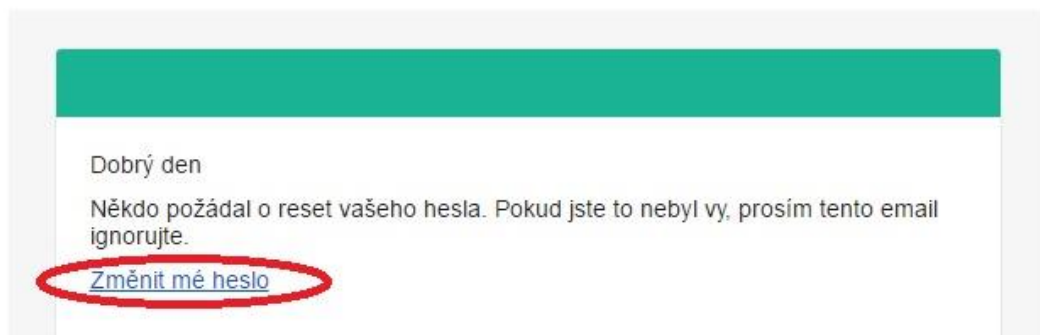 Dobrý den
Někdo požádal o reset vašeho hesla. Pokud jste to nebyl vy, prosím tento email
ignorujte.
Změnit mé heslo